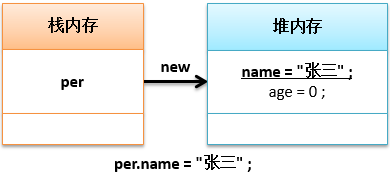 栈内存
堆内存
per
new
name = "张三" ;
age = 0 ;
per.name = "张三" ;